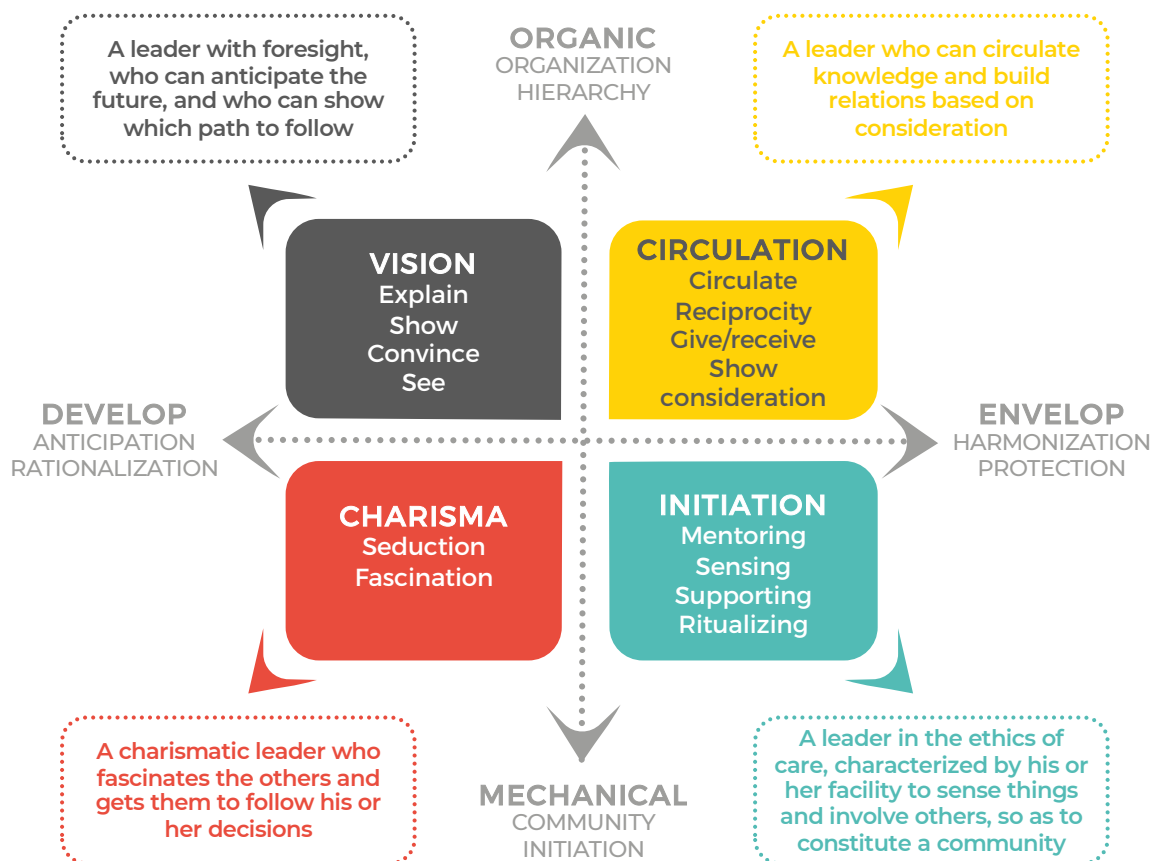 A leader with foresight,
who can anticipate the
future, and who can show
which path to follow
ORGANIC
ORGANIZATION
HIERARCHY
A leader who can circulate
knowledge and build
relations based on
consideration
VISION
Explain
Show
Convince
See
CIRCULATION
Circulate
Reciprocity
Give/receive
Show
consideration
DEVELOP
ANTICIPATION
RATIONALIZATION
ENVELOP
HARMONIZATION
PROTECTION
CHARISMA
Seduction
Fascination
INITIATION
Mentoring
Sensing
Supporting
Ritualizing
A charismatic leader who
fascinates the others and
gets them to follow his or
her decisions
MECHANICAL
COMMUNITY
INITIATION
A leader in the ethics of
care, characterized by his or
her facility to sense things
and involve others, so as to
constitute a community